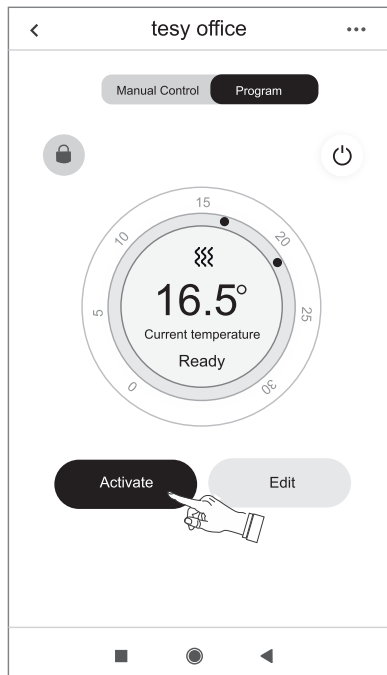 tesy office
Manual Control Program
15
10 20
5 25
0 30
16.5°
Current temperature
Ready
Activate Edit